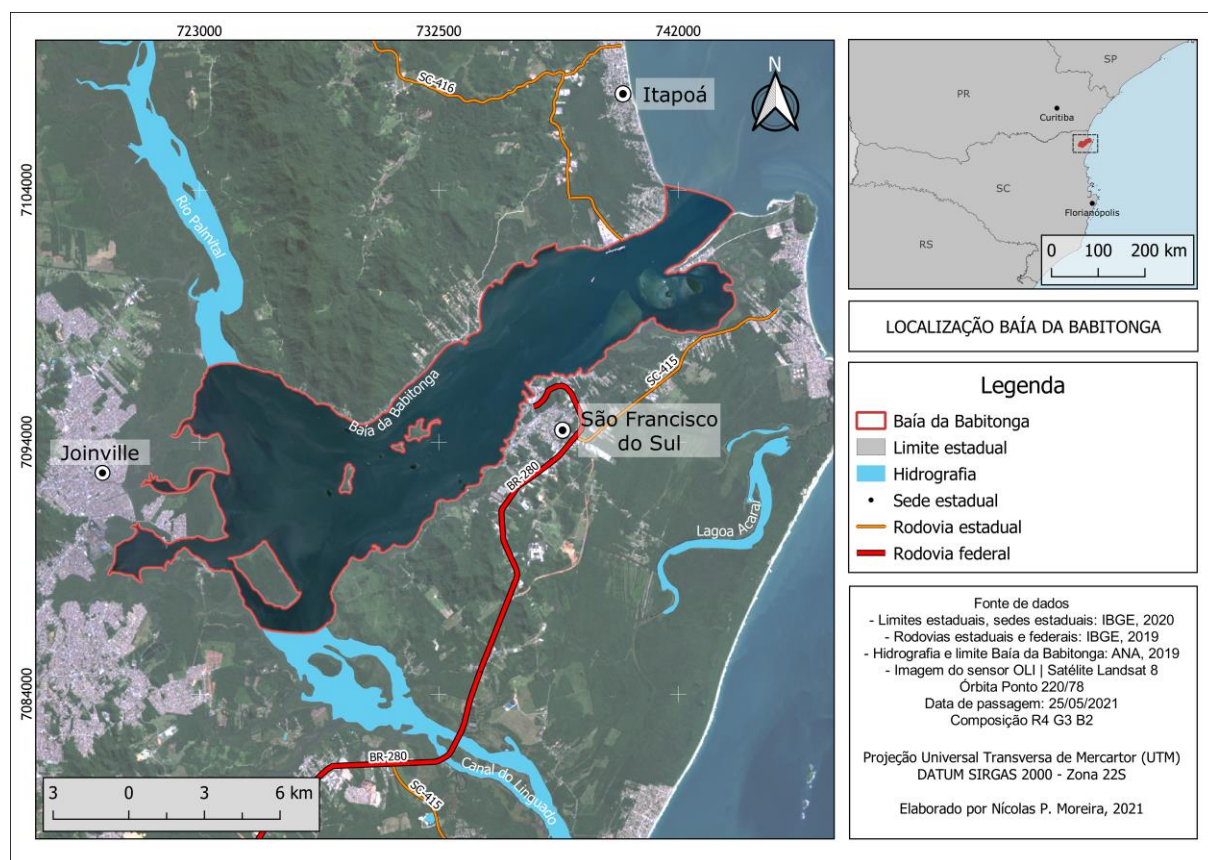 723000
732500
742000
7104000
7094000
7084000
SC-416
Itapoá
N
Rio Palmital
Baía da Babitonga
SC-415
São Francisco
do Sul
Joinville
BR-280
Lagoa Acaraí
BR-280
Canal do Linguado
SC-415
3 0 3 6 km
SP
PR
Curitiba
SC
Florianópolis
RS
0 100 200 km
LOCALIZAÇÃO BAÍA DA BABITONGA
Legenda
Baía da Babitonga
Limite estadual
Hidrografia
Sede estadual
Rodovia estadual
Rodovia federal
Fonte de dados
- Limites estaduais, sedes estaduais: IBGE, 2020
- Rodovias estaduais e federais: IBGE, 2019
- Hidrografia e limite Baía da Babitonga: ANA, 2019
- Imagem do sensor OLI | Satélite Landsat 8
Órbita Ponto 220/78
Data de passagem: 25/05/2021
Composição R4 G3 B2
Projeção Universal Transversa de Mercartor (UTM)
DATUM SIRGAS 2000 - Zona 22S
Elaborado por Nícolas P. Moreira, 2021